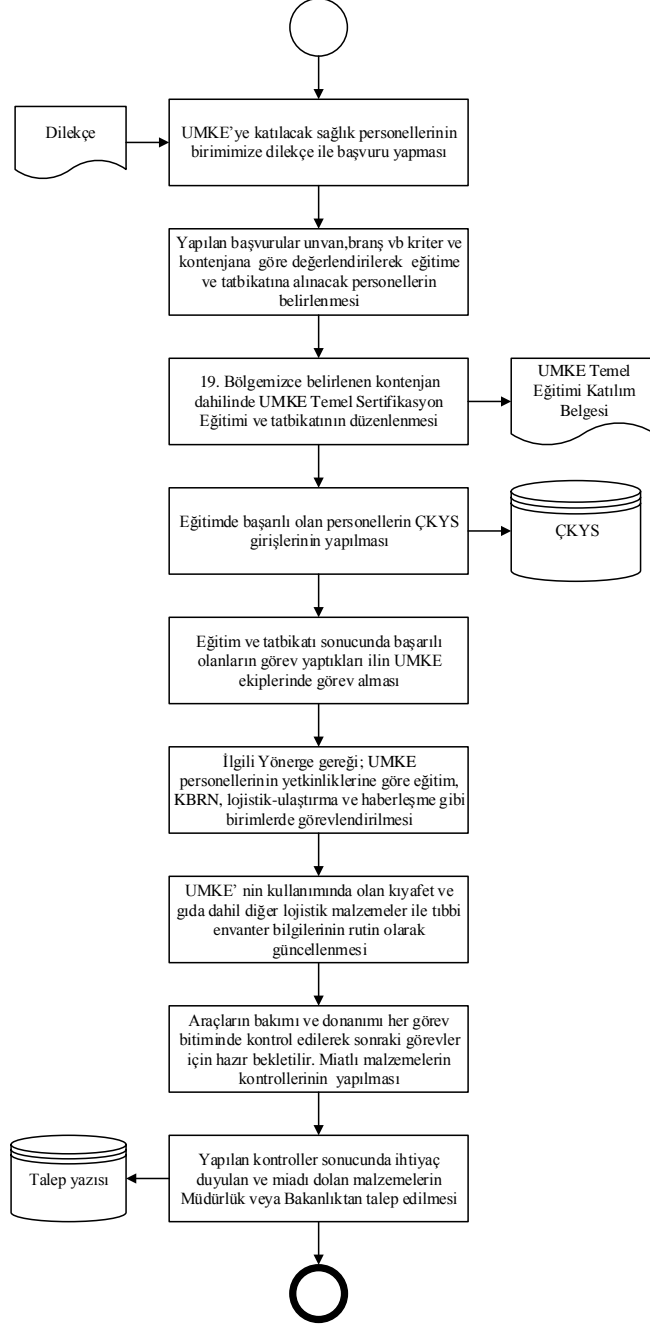 Dilekçe
UMKE’ye katılacak sağlık personellerinin
birimimize dilekçe ile başvuru yapması
Yapılan başvurular unvan,branş vb kriter ve
kontenjana göre değerlendirilerek eğitime
ve tatbikatına alınacak personellerin
belirlenmesi
19. Bölgemizce belirlenen kontenjan
dahilinde UMKE Temel Sertifikasyon
Eğitimi ve tatbikatının düzenlenmesi
UMKE Temel
Eğitimi Katılım
Belgesi
Eğitimde başarılı olan personellerin ÇKYS
girişlerinin yapılması
ÇKYS
Eğitim ve tatbikatı sonucunda başarılı
olanların görev yaptıkları ilin UMKE
ekiplerinde görev alması
İlgili Yönerge gereği; UMKE
personellerinin yetkinliklerine göre eğitim,
KBRN, lojistik-ulaştırma ve haberleşme gibi
birimlerde görevlendirilmesi
UMKE’ nin kullanımında olan kıyafet ve
gıda dahil diğer lojistik malzemeler ile tıbbi
envanter bilgilerinin rutin olarak
güncellenmesi
Araçların bakımı ve donanımı her görev
bitiminde kontrol edilerek sonraki görevler
için hazır bekletilir. Miatlı malzemelerin
kontrollerinin yapılması
Talep yazısı
Yapılan kontroller sonucunda ihtiyaç
duyulan ve miadı dolan malzemelerin
Müdürlük veya Bakanlıktan talep edilmesi